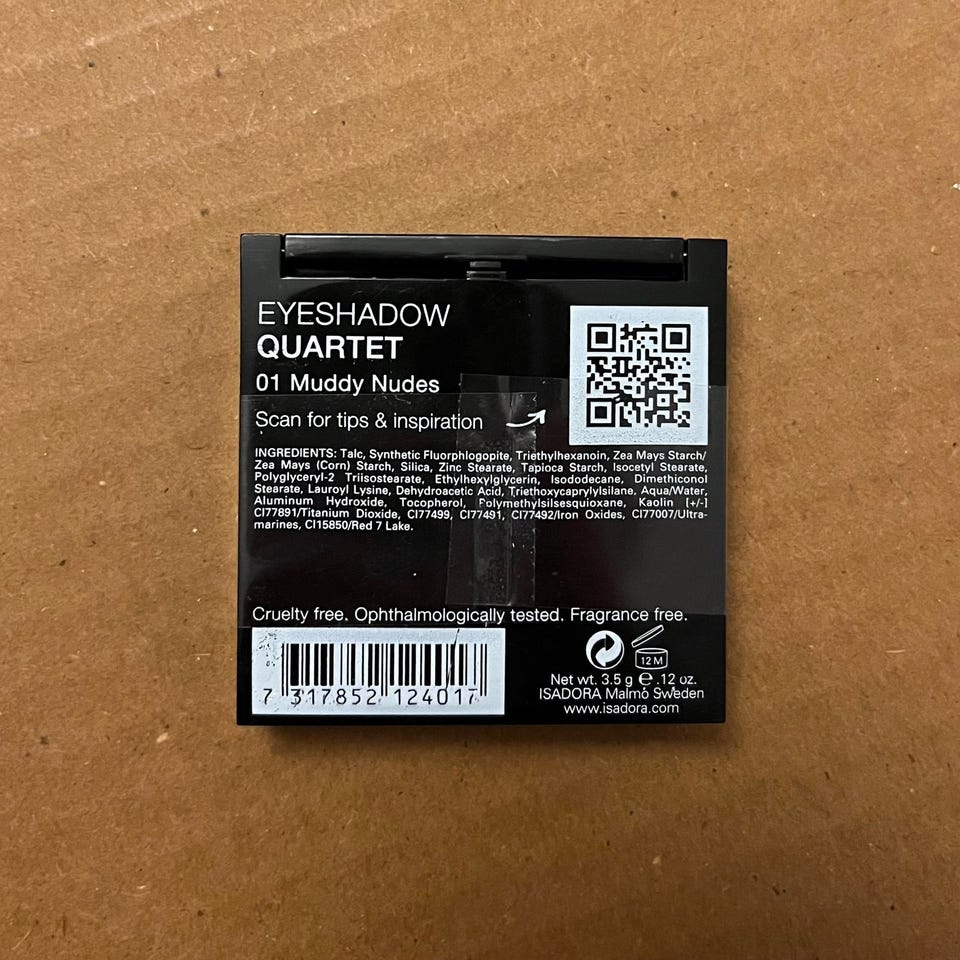 EYESHADOW
QUARTET
01 Muddy Nudes
Scan for tips & inspiration
INGREDIENTS: Talc, Synthetic Fluorphlogopite, Triethylhexanoin, Zea Mays Starch/
Zea Mays (Corn) Starch, Silica, Zinc Stearate, Tapioca Starch, Isocetyl Stearate,
Polyglyceryl-2 Triisostearate, Ethylhexylglycerin, Isododecane, Dimethiconol
Stearate, Lauroyl Lysine, Dehydroacetic Acid, Triethoxycaprylylsilane, Aqua/Water,
Aluminum Hydroxide, Tocopherol, Polymethylsilsesquioxane, Kaolin [+/-]
CI77891/Titanium Dioxide, CI77499, CI77491, CI77492/Iron Oxides, CI77007/Ultra-
marines, CI15850/Red 7 Lake.
Cruelty free. Ophthalmologically tested. Fragrance free.
7 317852 124017
12 M
Net wt. 3.5 g ℮ .12 oz.
ISADORA Malmö Sweden
www.isadora.com